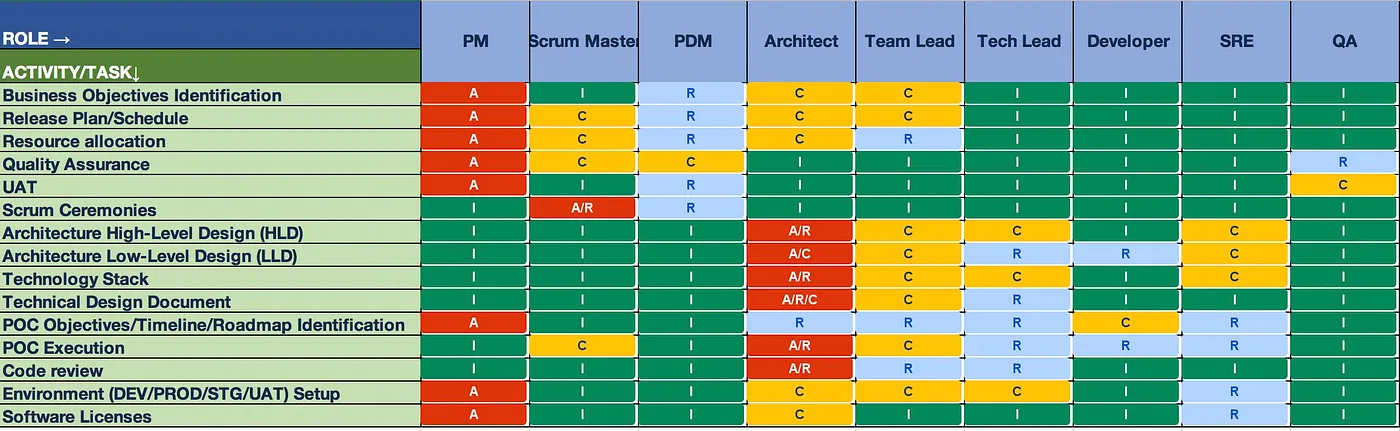 ROLE → PM Scrum Master PDM Architect Team Lead Tech Lead Developer SRE QA
ACTIVITY/TASK↓
Business Objectives Identification A I R C C I I I I
Release Plan/Schedule A C R C C I I I I
Resource allocation A C R C R I I I I
Quality Assurance A C C I I I I I R
UAT A I R I I I I I C
Scrum Ceremonies I A/R R I I I I I I
Architecture High-Level Design (HLD) I I I A/R C C I C I
Architecture Low-Level Design (LLD) I I I A/C C R R C I
Technology Stack I I I A/R C C I C I
Technical Design Document I I I A/R/C C R I I I
POC Objectives/Timeline/Roadmap Identification A I I R R R C R I
POC Execution I C I A/R C R R R I
Code review I I I A/R R R I I I
Environment (DEV/PROD/STG/UAT) Setup A I I C C C I R I
Software Licenses A I I C I I I R I